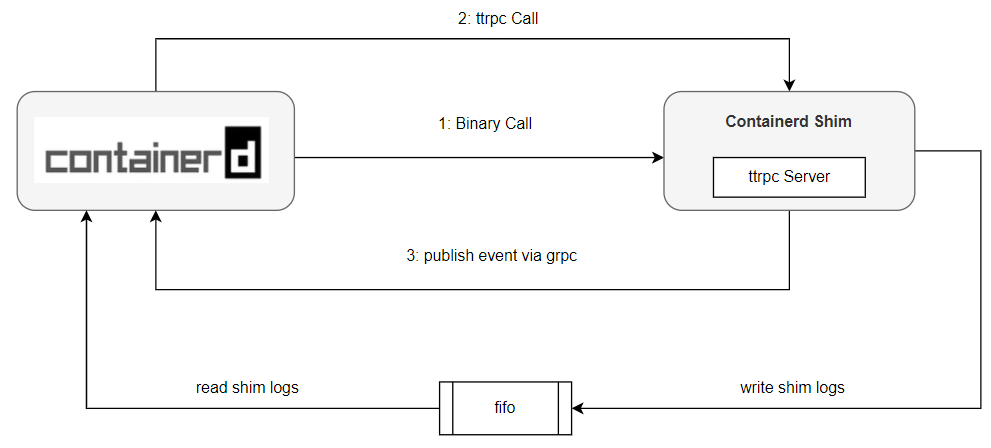 2: ttrpc Call
containerd
1: Binary Call
Containerd Shim
ttrpc Server
3: publish event via grpc
read shim logs
fifo
write shim logs